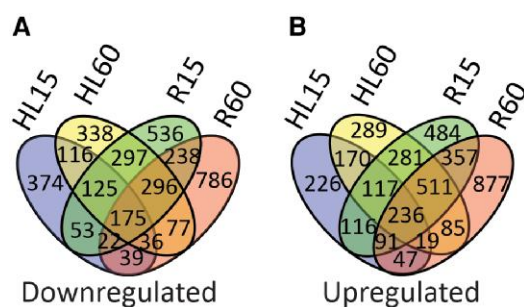 A
HL15
HL60
R15
R60
338
536
116
297
238
374
125
296
786
175
53
77
22
36
39
Downregulated
B
HL15
HL60
R15
R60
289
484
170
281
357
226
117
511
877
236
116
85
91
19
47
Upregulated